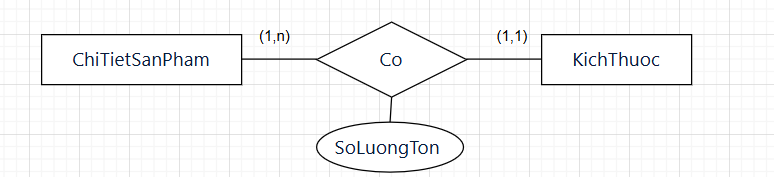 (1,n)
(1,1)
ChiTietSanPham
Co
KichThuoc
SoLuongTon